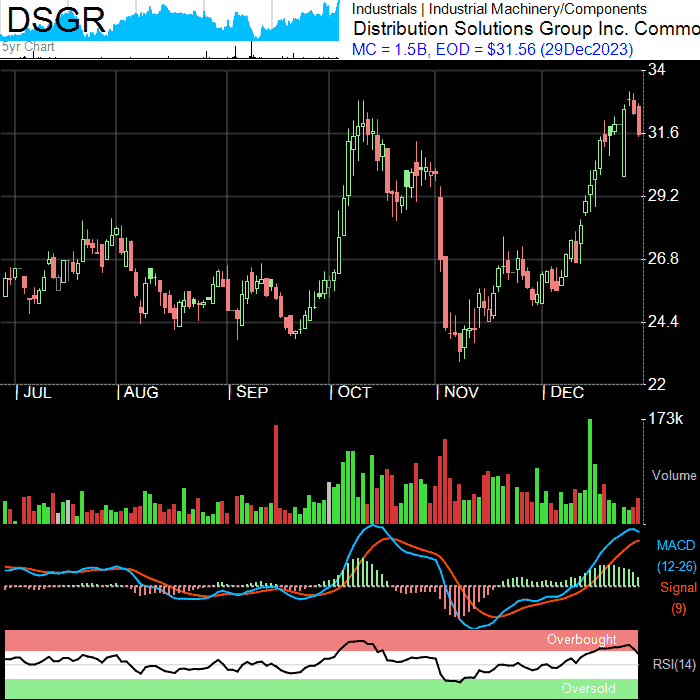 DSGR
5yr Chart
Industrials | Industrial Machinery/Components
Distribution Solutions Group Inc. Commo
MC = 1.5B, EOD = $31.56 (29Dec2023)
34
31.6
29.2
26.8
24.4
22
JUL AUG SEP OCT NOV DEC
173k
Volume
MACD
(12-26)
Signal
(9)
Overbought
RSI(14)
Oversold